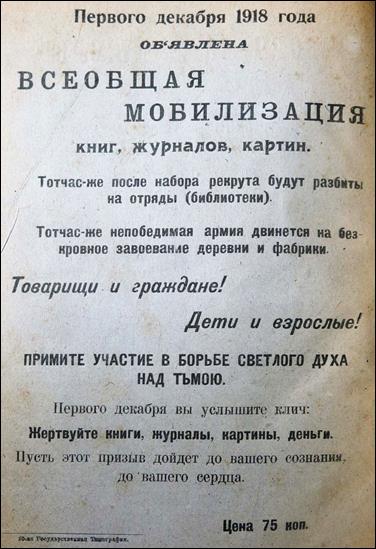 Первого декабря 1918 года
ОБ‘ЯВЛЕНА
ВСЕОБЩАЯ
МОБИЛИЗАЦИЯ
книг, журналов, картин.
Тотчас-же после набора рекрута будут разбиты
на отряды (библиотеки).
Тотчас-же непобедимая армия двинется на без-
кровное завоевание деревни и фабрики.
Товарищи и граждане!
Дети и взрослые!
ПРИМИТЕ УЧАСТИЕ В БОРЬБЕ СВЕТЛОГО ДУХА
НАД ТЬМОЮ.
Первого декабря вы услышите клич:
Жертвуйте книги, журналы, картины, деньги.
Пусть этот призыв дойдет до вашего сознания,
до вашего сердца.
Цена 75 коп.
Государственная Типография.